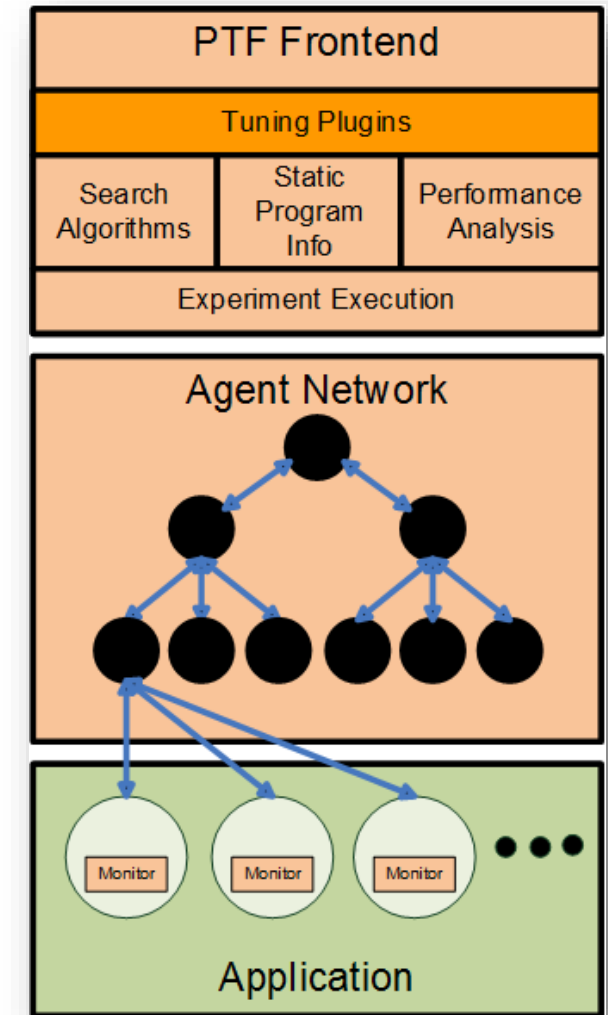 PTF Frontend
Tuning Plugins
Search
Algorithms
Static
Program
Info
Performance
Analysis
Experiment Execution
Agent Network
Monitor
Monitor
Monitor
Application